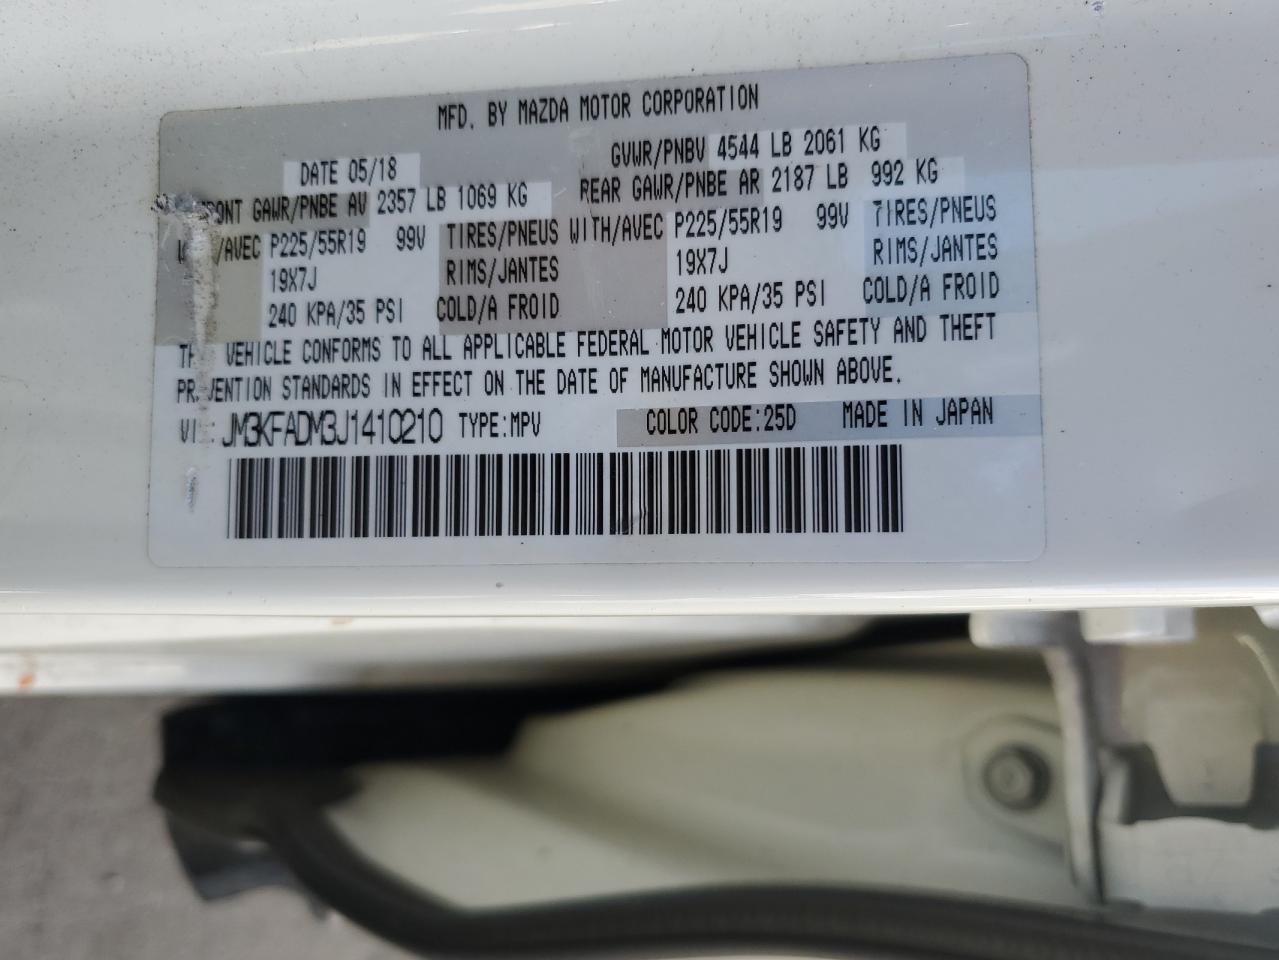 MFD. BY MAZDA MOTOR CORPORATION
DATE 05/18 GVWR/PNBV 4544 LB 2061 KG
FRONT GAWR/PNBE AV 2357 LB 1069 KG REAR GAWR/PNBE AR 2187 LB 992 KG
/AVEC P225/55R19 99V TIRES/PNEUS WITH/AVEC P225/55R19 99V TIRES/PNEUS
19X7J RIMS/JANTES 19X7J RIMS/JANTES
240 KPA/35 PSI COLD/A FROID 240 KPA/35 PSI COLD/A FROID
VEHICLE CONFORMS TO ALL APPLICABLE FEDERAL MOTOR VEHICLE SAFETY AND THEFT
PREVENTION STANDARDS IN EFFECT ON THE DATE OF MANUFACTURE SHOWN ABOVE.
VIN: JM3KFADM3J1410210 TYPE:MPV COLOR CODE:25D MADE IN JAPAN